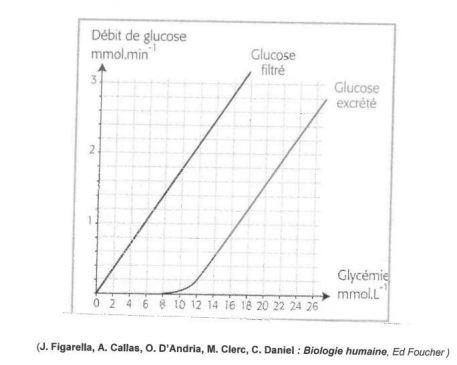 Débit de glucose
mmol.min⁻¹
Glucose
filtré
Glucose
excrété
3
2
1
Glycémie
mmol.L⁻¹
0 2 4 6 8 10 12 14 16 18 20 22 24 26
(J. Figarella, A. Callas, O. D'Andria, M. Clerc, C. Daniel : Biologie humaine, Ed Foucher)